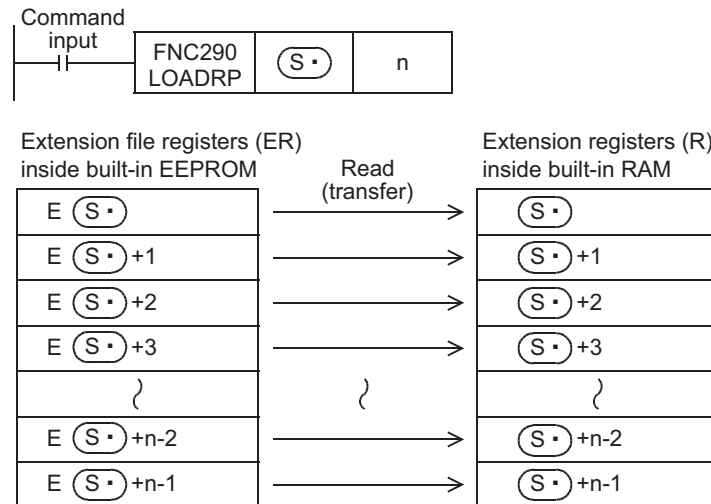 Command
input
FNC290
LOADRP
S・
n
Extension file registers (ER)
inside built-in EEPROM
Read
(transfer)
Extension registers (R)
inside built-in RAM
E S・
S・
E S・+1
S・+1
E S・+2
S・+2
E S・+3
S・+3
E S・+n-2
S・+n-2
E S・+n-1
S・+n-1